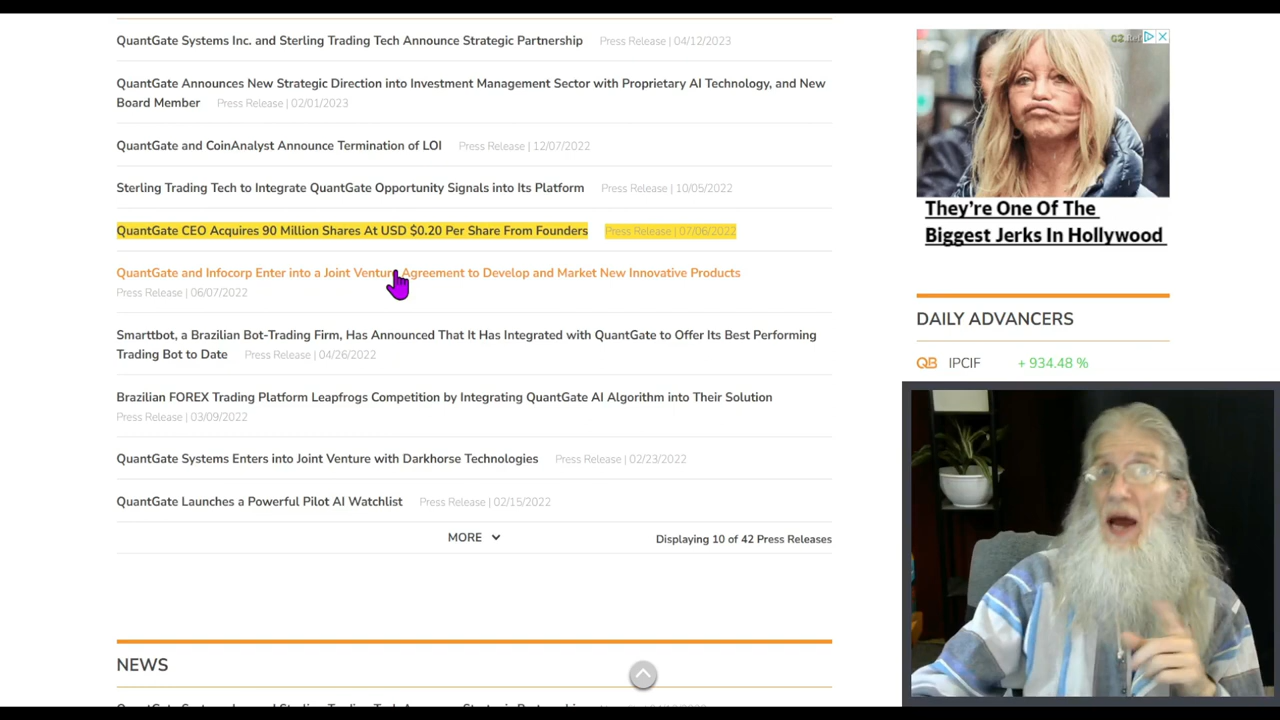 QuantGate Systems Inc. and Sterling Trading Tech Announce Strategic Partnership Press Release | 04/12/2023
QuantGate Announces New Strategic Direction into Investment Management Sector with Proprietary AI Technology, and New
Board Member Press Release | 02/01/2023
QuantGate and CoinAnalyst Announce Termination of LOI Press Release | 12/07/2022
Sterling Trading Tech to Integrate QuantGate Opportunity Signals into Its Platform Press Release | 10/05/2022
QuantGate CEO Acquires 90 Million Shares At USD $0.20 Per Share From Founders Press Release | 07/06/2022
QuantGate and Infocorp Enter into a Joint Venture Agreement to Develop and Market New Innovative Products
Press Release | 06/07/2022
Smarttbot, a Brazilian Bot-Trading Firm, Has Announced That It Has Integrated with QuantGate to Offer Its Best Performing
Trading Bot to Date Press Release | 04/26/2022
Brazilian FOREX Trading Platform Leapfrogs Competition by Integrating QuantGate AI Algorithm into Their Solution
Press Release | 03/09/2022
QuantGate Systems Enters into Joint Venture with Darkhorse Technologies Press Release | 02/23/2022
QuantGate Launches a Powerful Pilot AI Watchlist Press Release | 02/15/2022
MORE
Displaying 10 of 42 Press Releases
NEWS
They're One Of The
Biggest Jerks In Hollywood
DAILY ADVANCERS
QB IPCIF + 934.48 %